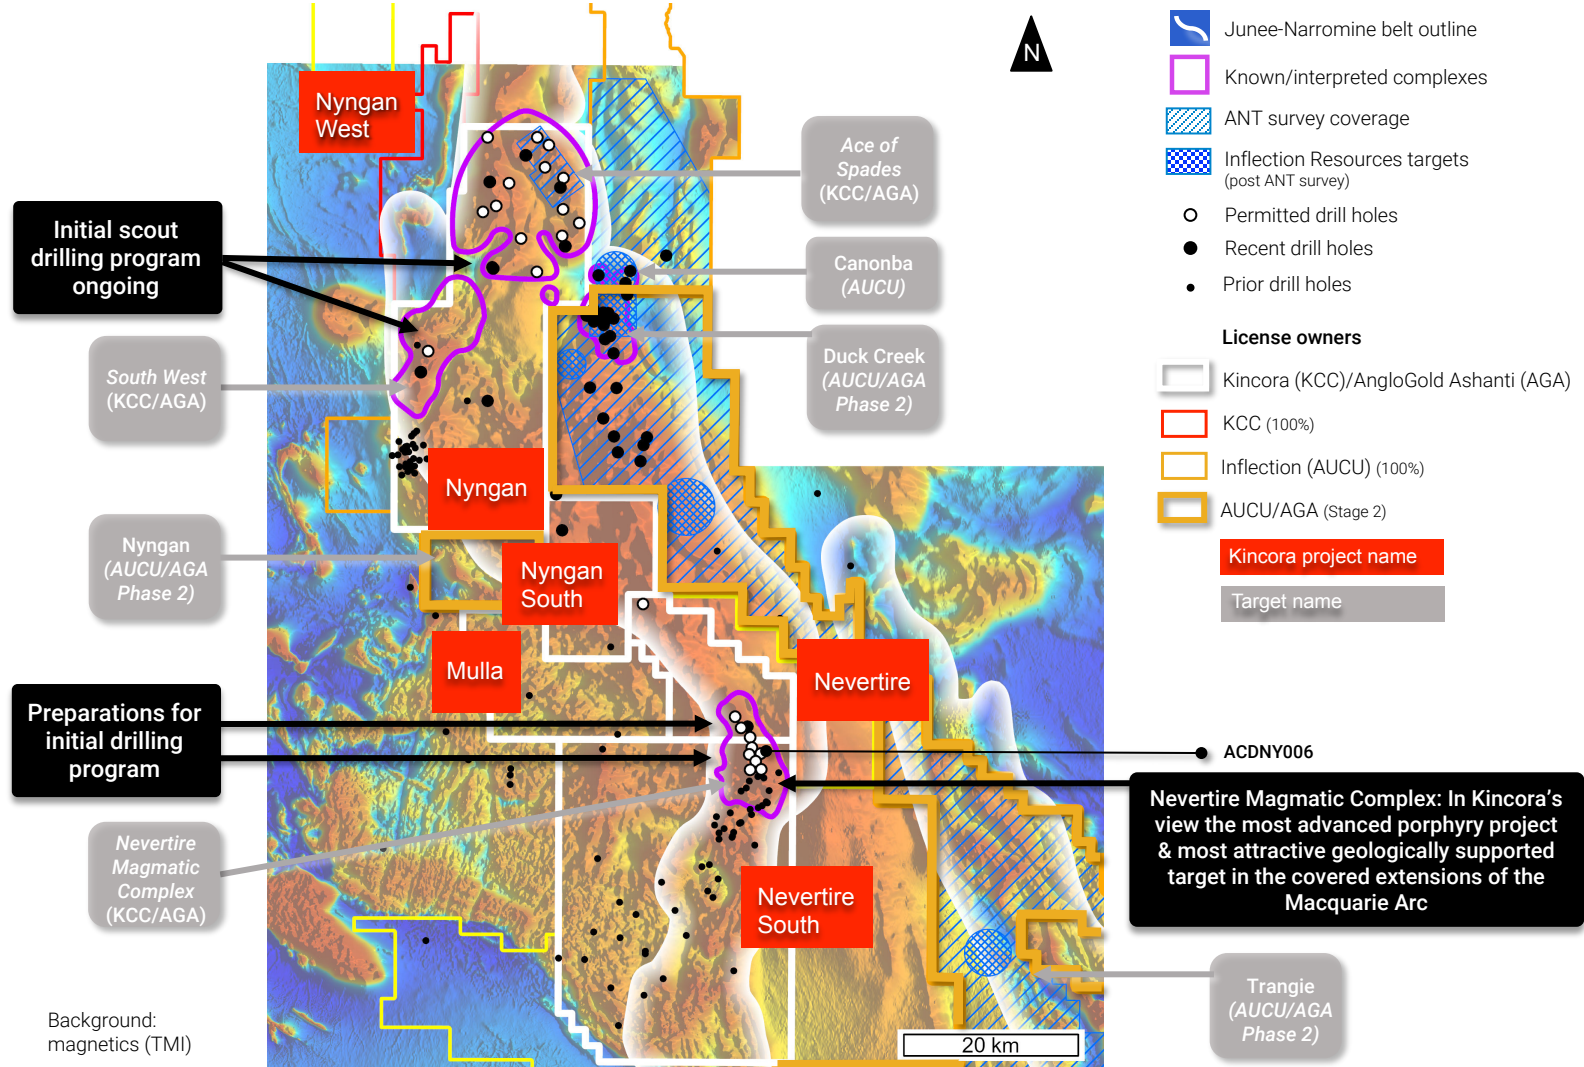 Nyngan
West
N
Junee-Narromine belt outline
Known/interpreted complexes
ANT survey coverage
Inflection Resources targets
(post ANT survey)
Permitted drill holes
Recent drill holes
Prior drill holes
License owners
Kincora (KCC)/AngloGold Ashanti (AGA)
KCC (100%)
Inflection (AUCU) (100%)
AUCU/AGA (Stage 2)
Kincora project name
Target name
Ace of
Spades
(KCC/AGA)
Initial scout
drilling program
ongoing
Canonba
(AUCU)
Duck Creek
(AUCU/AGA
Phase 2)
South West
(KCC/AGA)
Nyngan
Nyngan
(AUCU/AGA
Phase 2)
Nyngan
South
Mulla
Nevertire
Preparations for
initial drilling
program
ACDNY006
Nevertire Magmatic Complex: In Kincora’s
view the most advanced porphyry project
& most attractive geologically supported
target in the covered extensions of the
Macquarie Arc
Nevertire
Magmatic
Complex
(KCC/AGA)
Nevertire
South
Trangie
(AUCU/AGA
Phase 2)
Background:
magnetics (TMI)
20 km